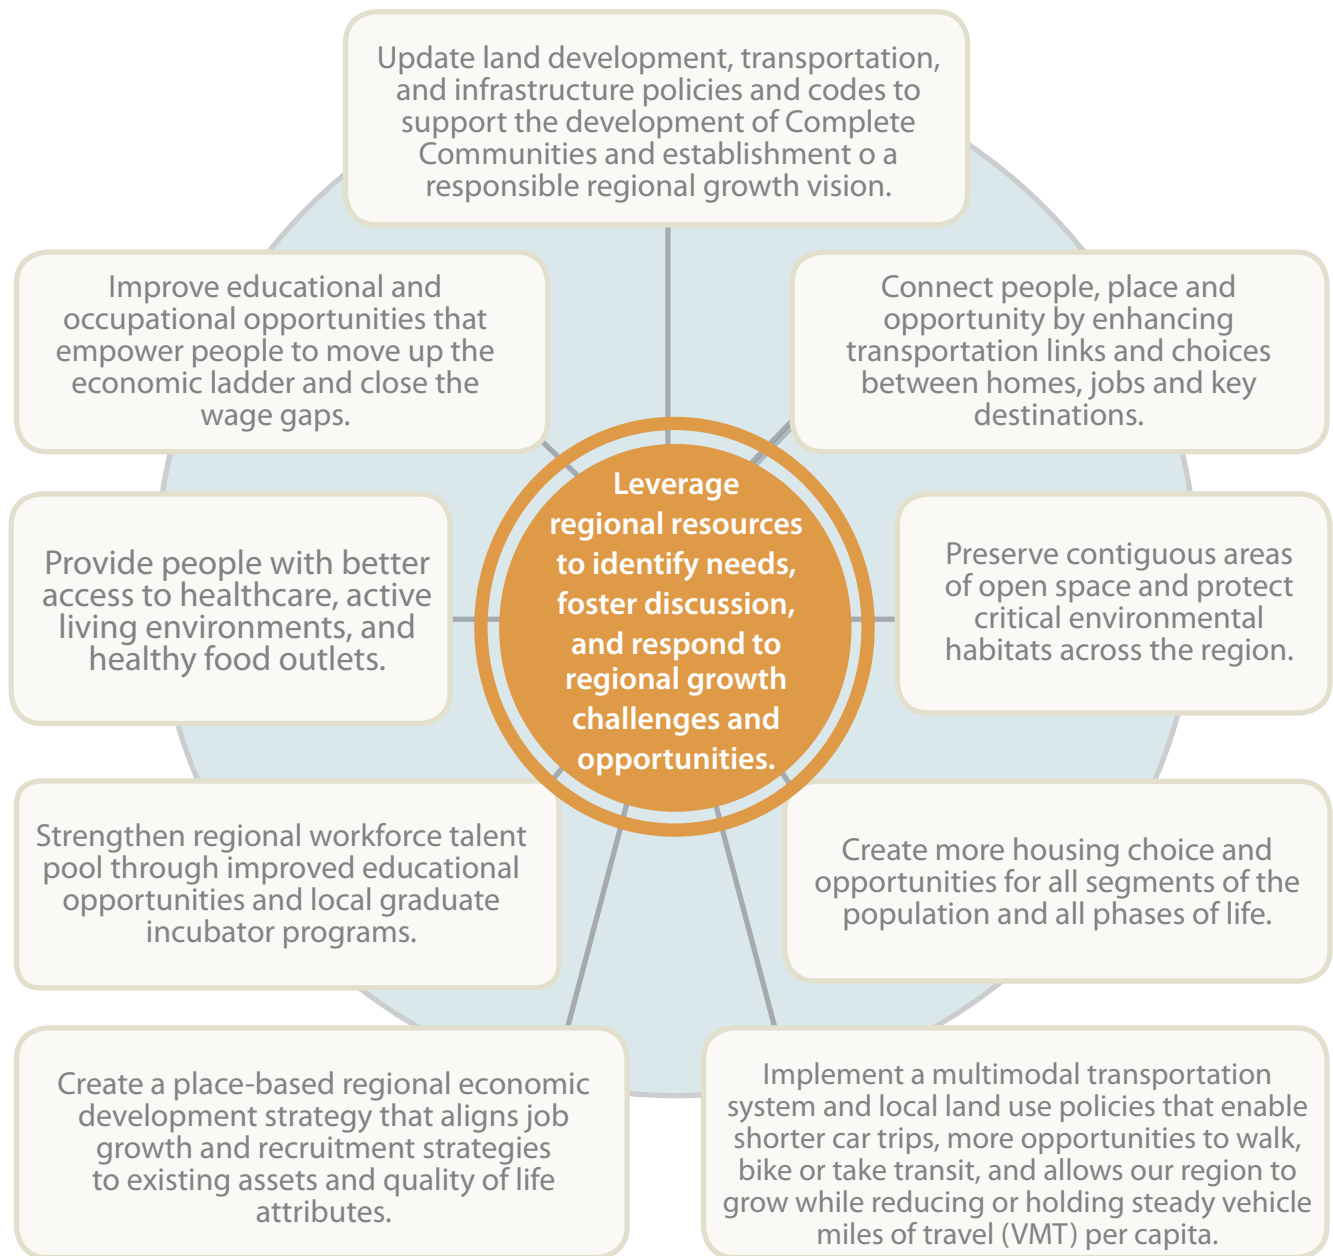 Update land development, transportation,
and infrastructure policies and codes to
support the development of Complete
Communities and establishment o a
responsible regional growth vision.
Improve educational and
occupational opportunities that
empower people to move up the
economic ladder and close the
wage gaps.
Connect people, place and
opportunity by enhancing
transportation links and choices
between homes, jobs and key
destinations.
Leverage
regional resources
to identify needs,
foster discussion,
and respond to
regional growth
challenges and
opportunities.
Provide people with better
access to healthcare, active
living environments, and
healthy food outlets.
Preserve contiguous areas
of open space and protect
critical environmental
habitats across the region.
Strengthen regional workforce talent
pool through improved educational
opportunities and local graduate
incubator programs.
Create more housing choice and
opportunities for all segments of the
population and all phases of life.
Create a place-based regional economic
development strategy that aligns job
growth and recruitment strategies
to existing assets and quality of life
attributes.
Implement a multimodal transportation
system and local land use policies that enable
shorter car trips, more opportunities to walk,
bike or take transit, and allows our region to
grow while reducing or holding steady vehicle
miles of travel (VMT) per capita.